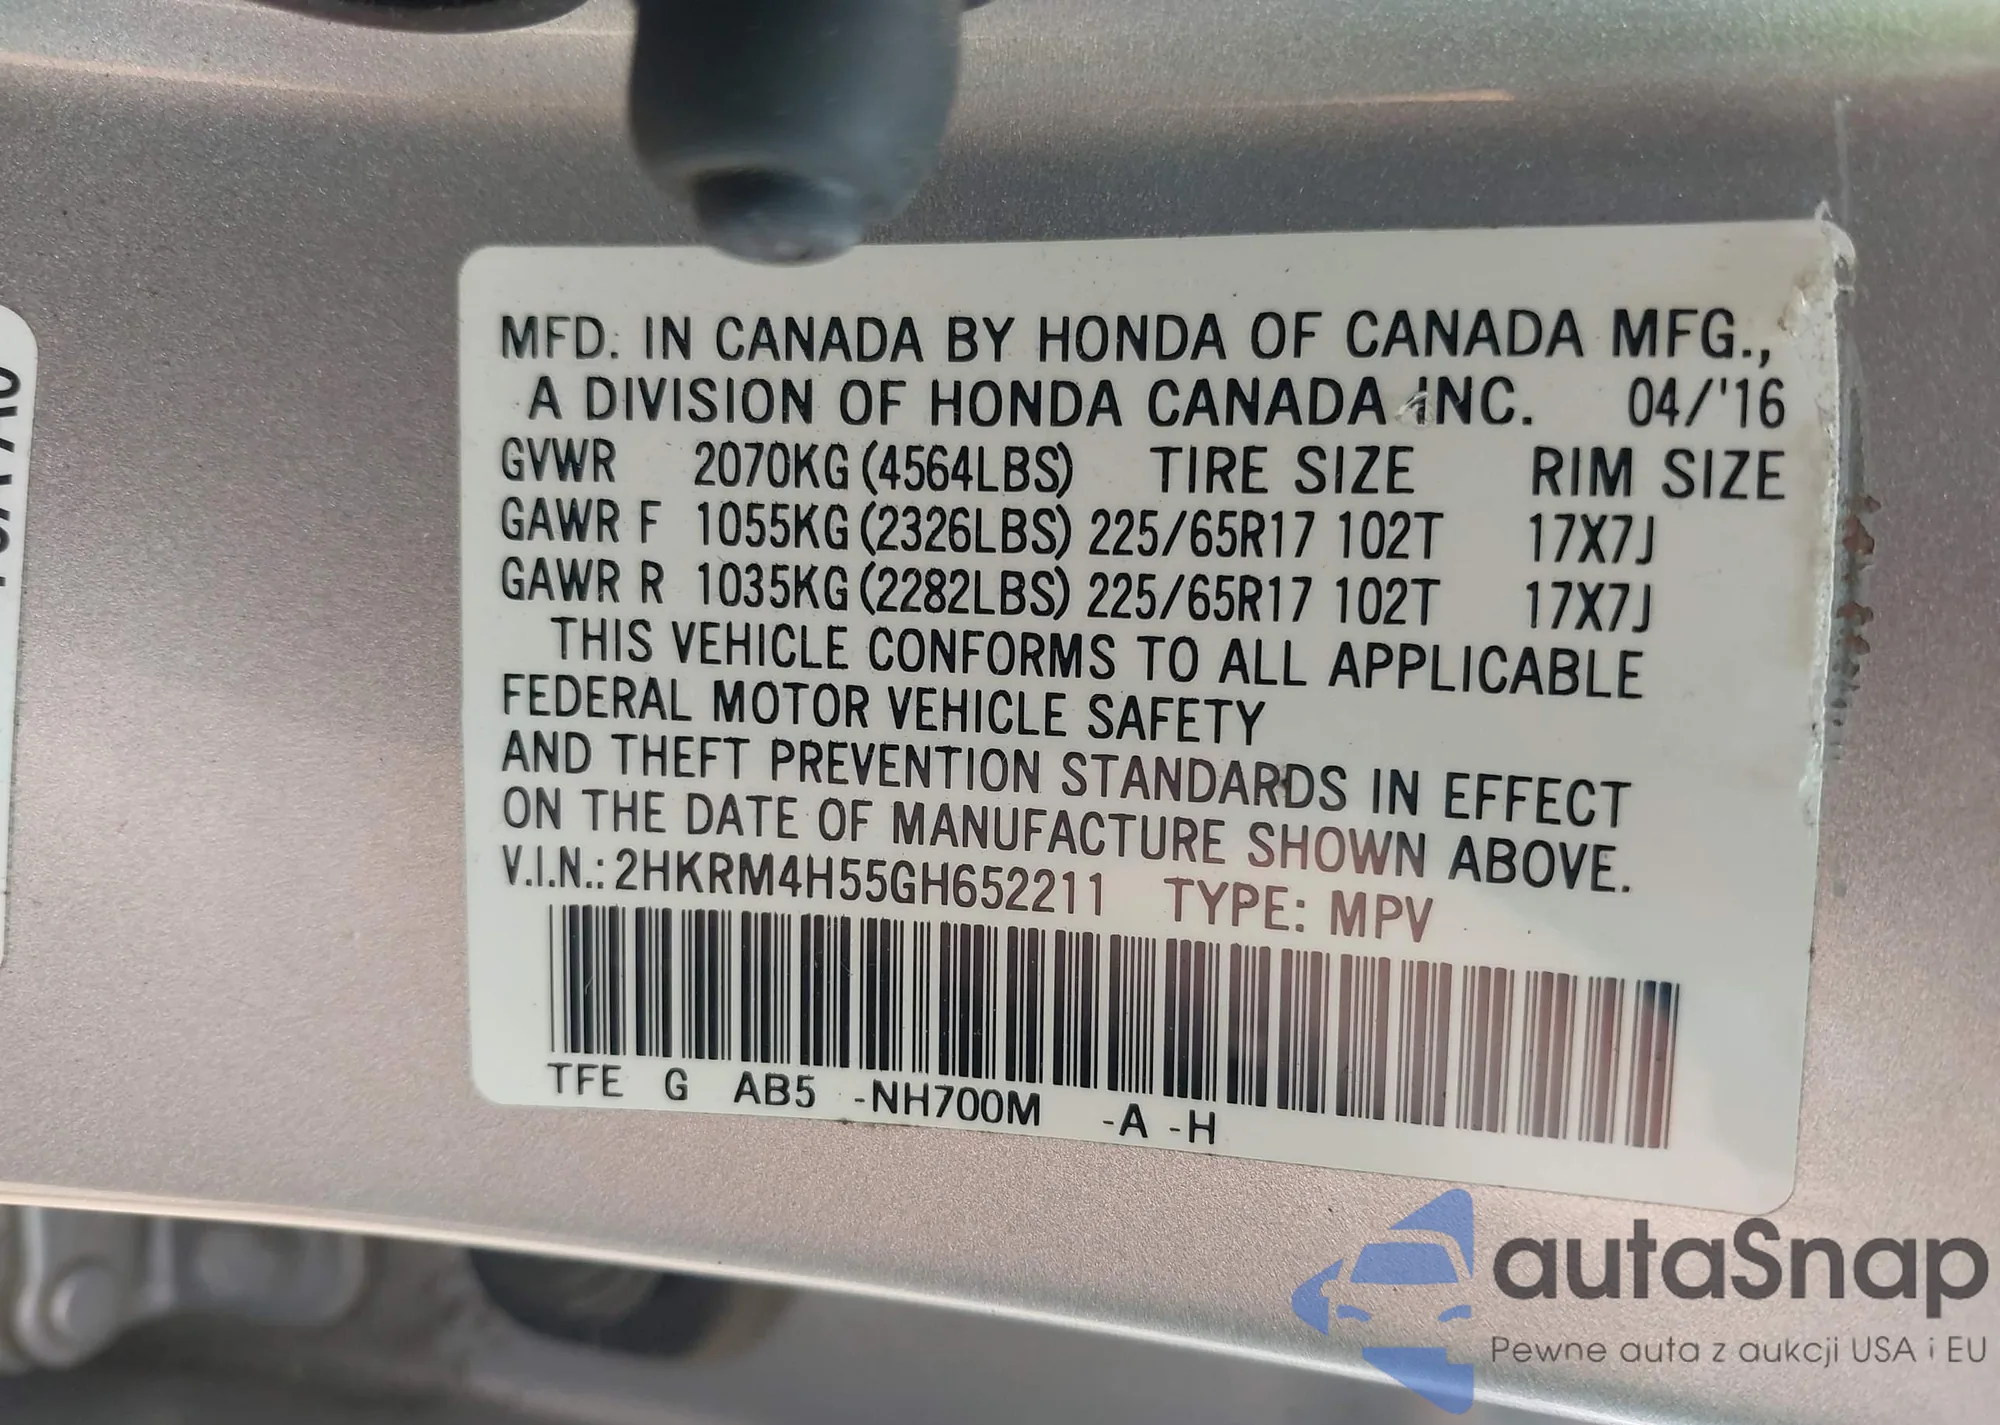 MFD. IN CANADA BY HONDA OF CANADA MFG.,
A DIVISION OF HONDA CANADA INC. 04/'16
GVWR 2070KG (4564LBS) TIRE SIZE RIM SIZE
GAWR F 1055KG (2326LBS) 225/65R17 102T 17X7J
GAWR R 1035KG (2282LBS) 225/65R17 102T 17X7J
THIS VEHICLE CONFORMS TO ALL APPLICABLE
FEDERAL MOTOR VEHICLE SAFETY
AND THEFT PREVENTION STANDARDS IN EFFECT
ON THE DATE OF MANUFACTURE SHOWN ABOVE.
V.I.N.: 2HKRM4H55GH652211 TYPE: MPV
TFE G AB5 -NH700M -A -H
autaSnap
Pewne auta z aukcji USA i EU